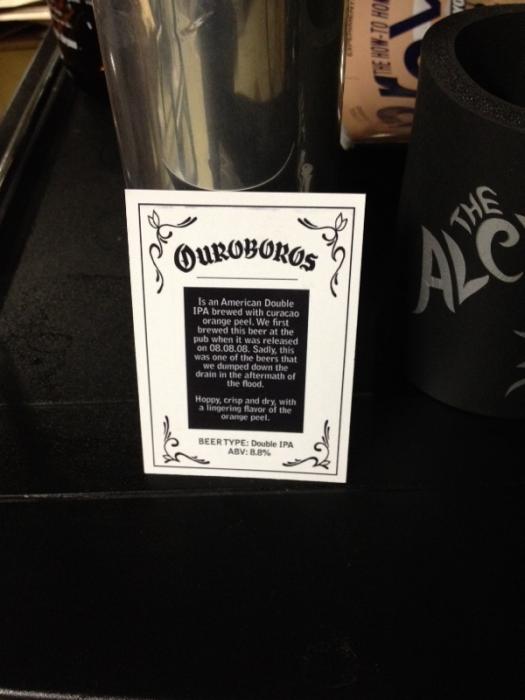 THE HOW-TO HO
THE
ALC
OUROBOROS
Is an American Double
IPA brewed with curacao
orange peel. We first
brewed this beer at the
pub when it was released
on 08.08.08. Sadly, this
was one of the beers that
we dumped down the
drain in the aftermath of
the flood.
Hoppy, crisp and dry, with
a lingering flavor of the
orange peel.
BEER TYPE: Double IPA
ABV: 8.8%